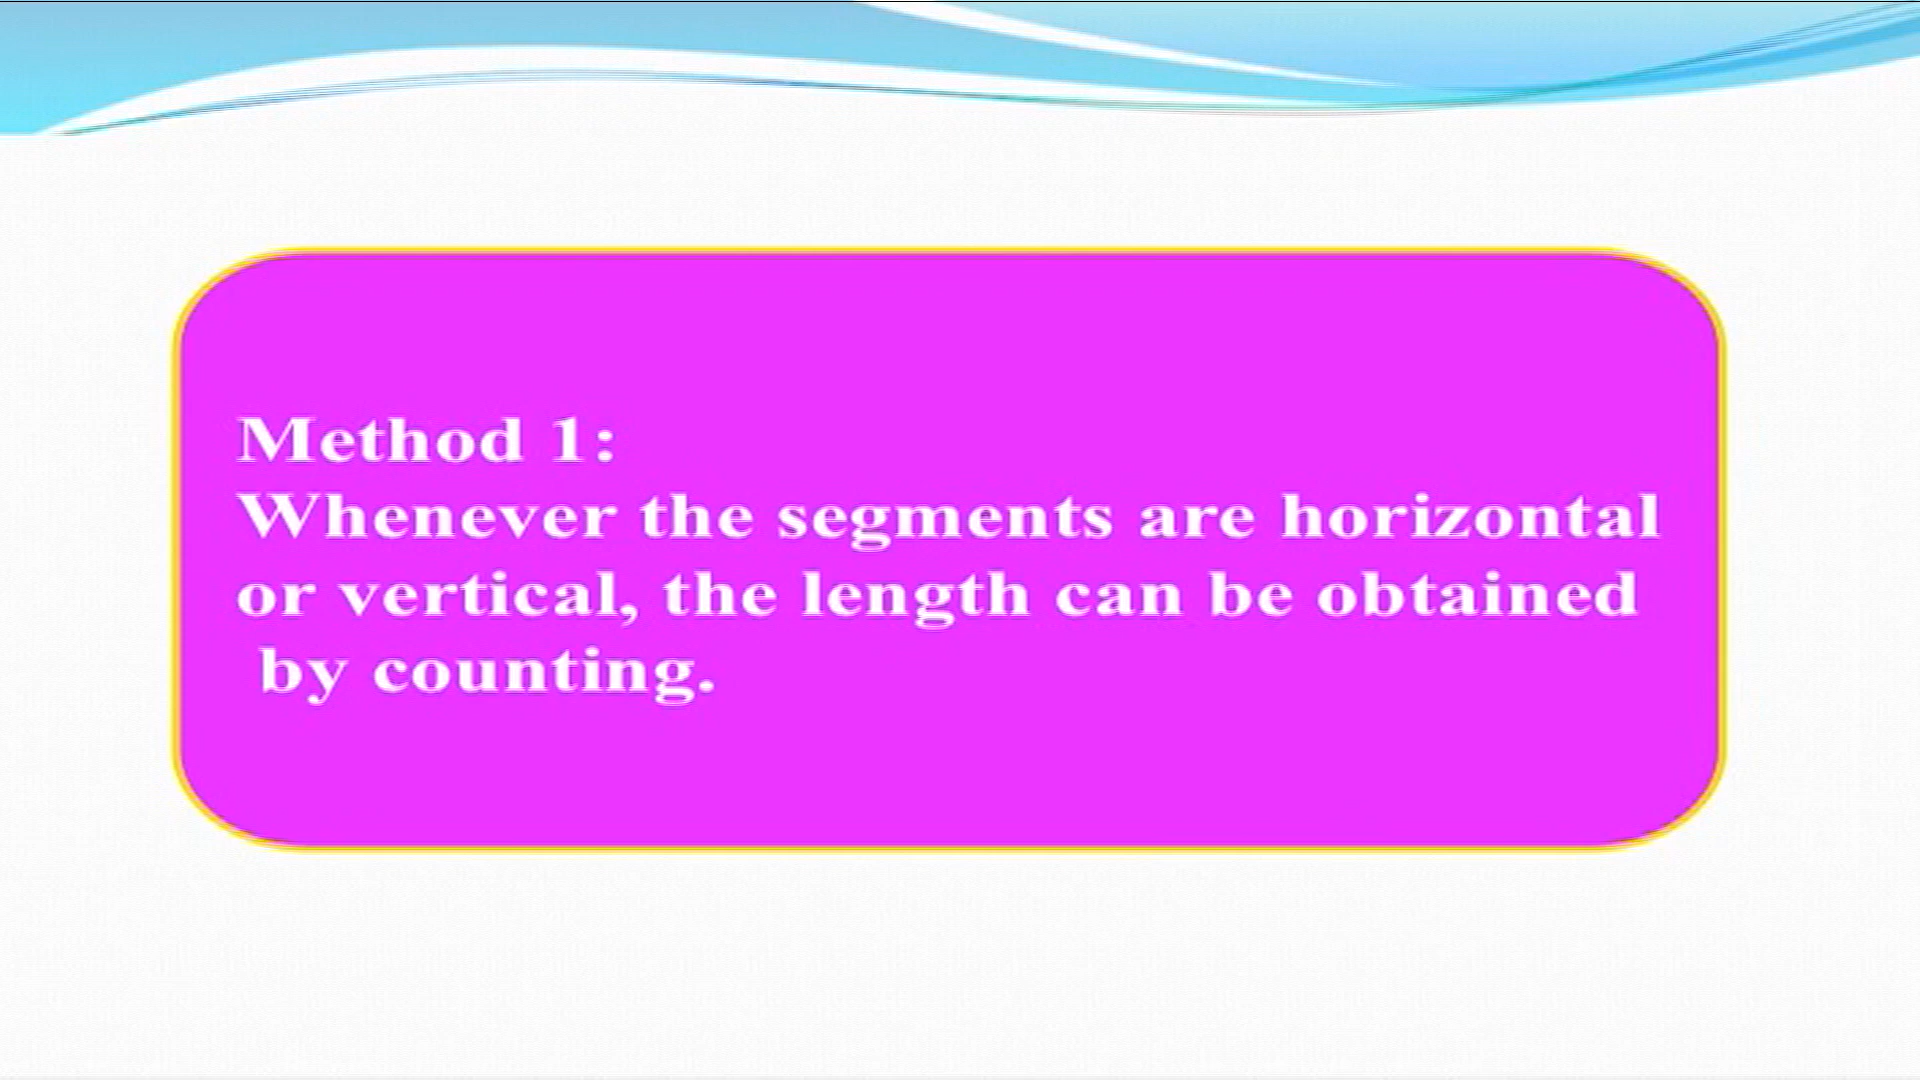 Method 1:
Whenever the segments are horizontal
or vertical, the length can be obtained
by counting.